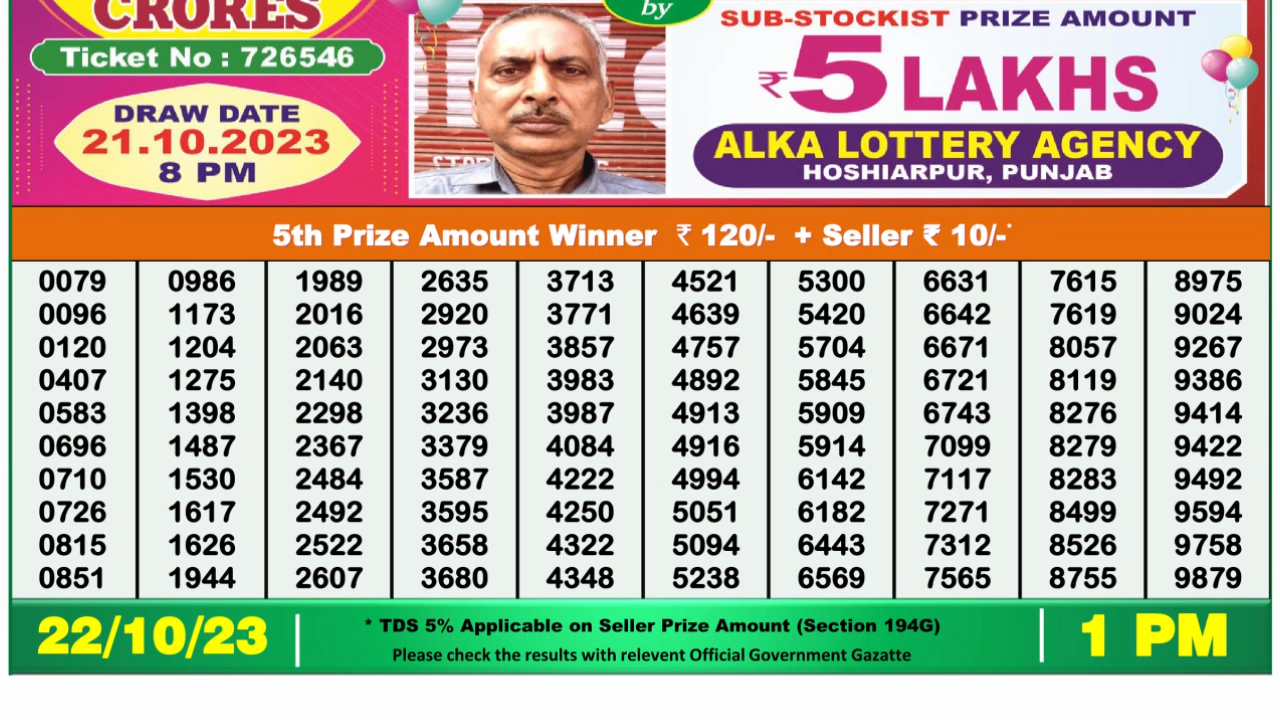 CRORES
Ticket No : 726546
DRAW DATE
21.10.2023
8 PM
by
SUB-STOCKIST PRIZE AMOUNT
₹5 LAKHS
ALKA LOTTERY AGENCY
HOSHIARPUR, PUNJAB
5th Prize Amount Winner ₹ 120/- + Seller ₹ 10/-*
0079 0986 1989 2635 3713 4521 5300 6631 7615 8975
0096 1173 2016 2920 3771 4639 5420 6642 7619 9024
0120 1204 2063 2973 3857 4757 5704 6671 8057 9267
0407 1275 2140 3130 3983 4892 5845 6721 8119 9386
0583 1398 2298 3236 3987 4913 5909 6743 8276 9414
0696 1487 2367 3379 4084 4916 5914 7099 8279 9422
0710 1530 2484 3587 4222 4994 6142 7117 8283 9492
0726 1617 2492 3595 4250 5051 6182 7271 8499 9594
0815 1626 2522 3658 4322 5094 6443 7312 8526 9758
0851 1944 2607 3680 4348 5238 6569 7565 8755 9879
22/10/23
* TDS 5% Applicable on Seller Prize Amount (Section 194G)
Please check the results with relevent Official Government Gazatte
1 PM